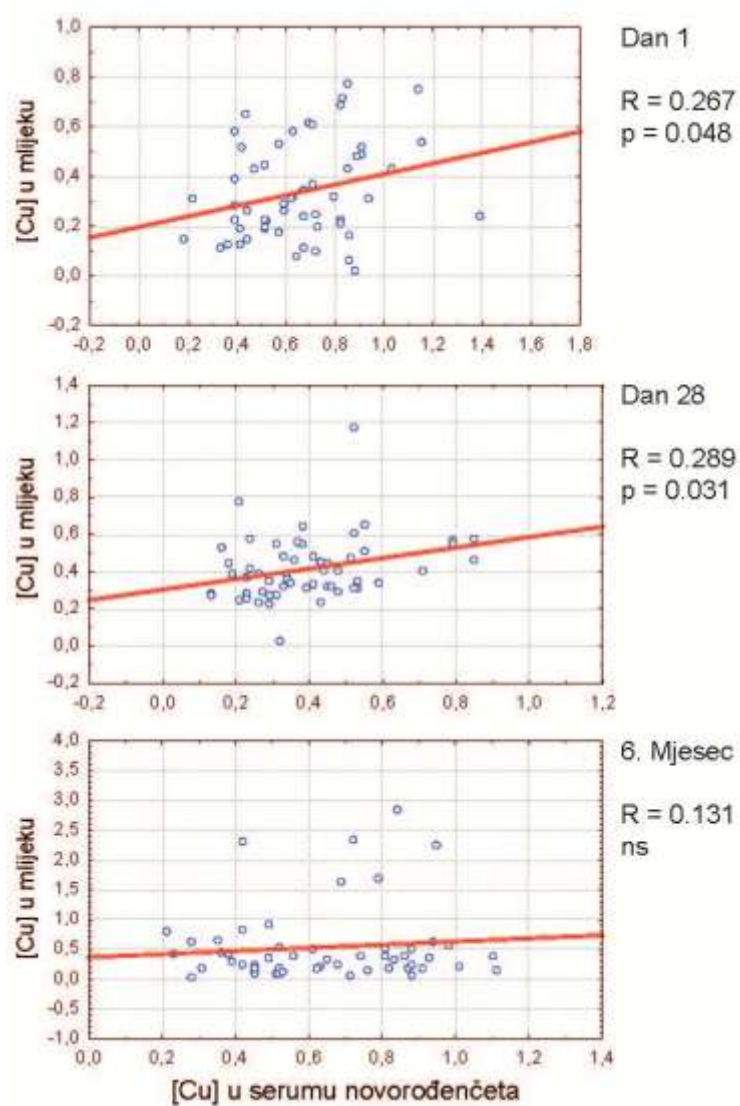 1,0
0,8
0,6
0,4
0,2
0,0
-0,2
[Cu] u mlijeku
-0,2 0,0 0,2 0,4 0,6 0,8 1,0 1,2 1,4 1,6 1,8
Dan 1
R = 0.267
p = 0.048
1,4
1,2
1,0
0,8
0,6
0,4
0,2
0,0
-0,2
[Cu] u mlijeku
-0,2 0,0 0,2 0,4 0,6 0,8 1,0 1,2
Dan 28
R = 0.289
p = 0.031
4,0
3,5
3,0
2,5
2,0
1,5
1,0
0,5
0,0
-0,5
-1,0
[Cu] u mlijeku
0,0 0,2 0,4 0,6 0,8 1,0 1,2 1,4
6. Mjesec
R = 0.131
ns
[Cu] u serumu novorođenčeta